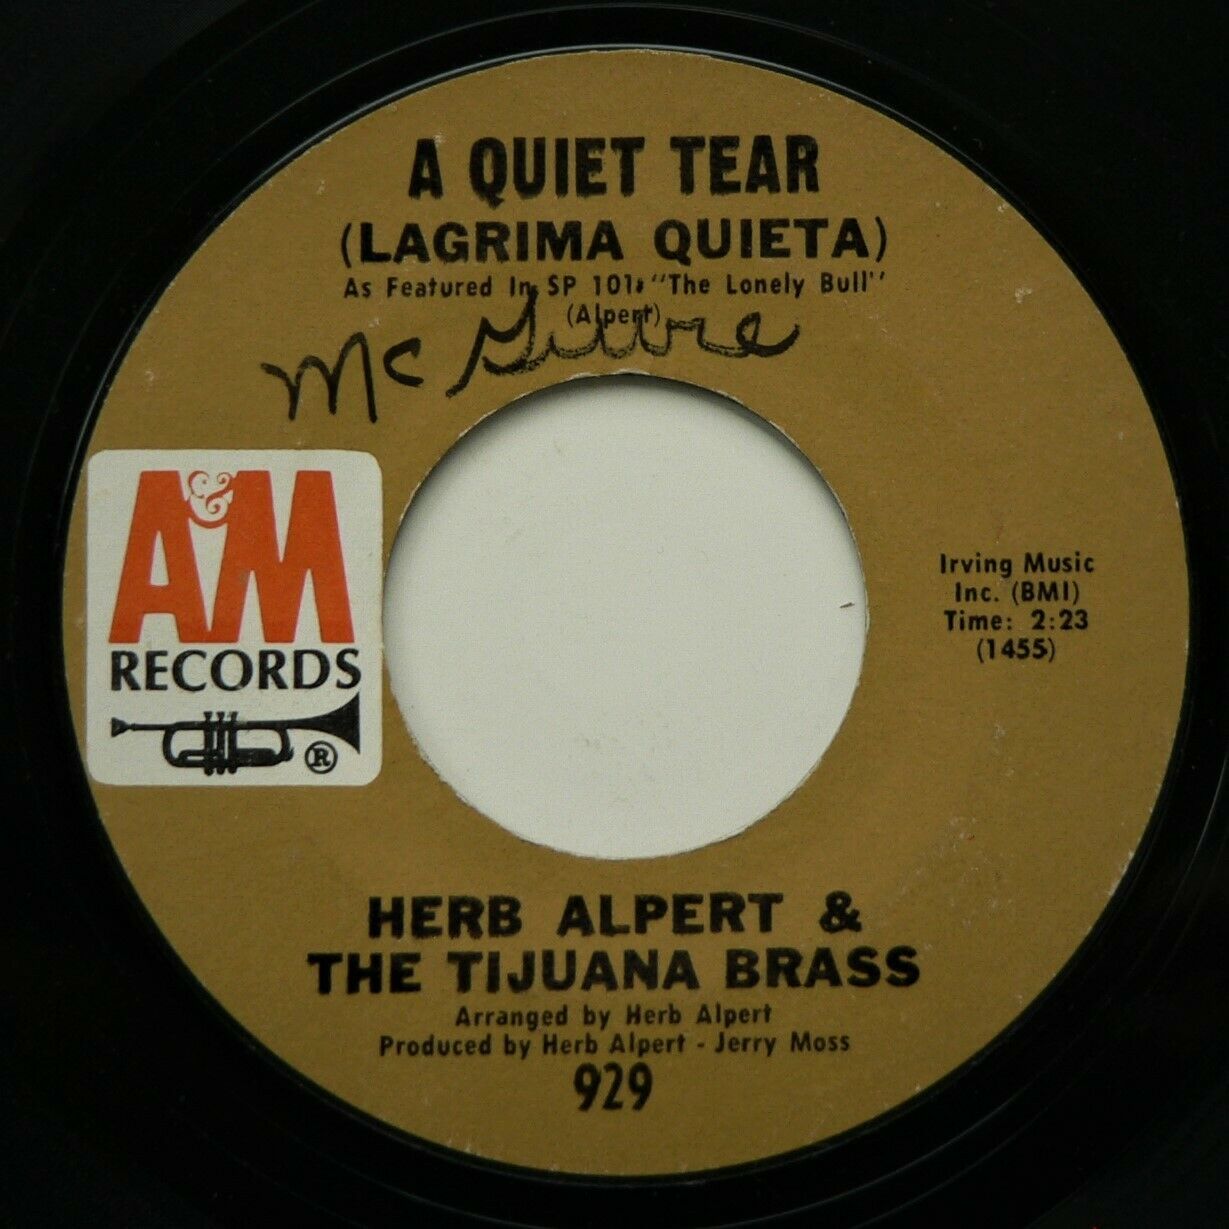 A QUIET TEAR
(LAGRIMA QUIETA)
As Featured In SP 101 "The Lonely Bull"
(Alpert)
Mc
A&M
RECORDS
®
Irving Music
Inc. (BMI)
Time: 2:23
(1455)
HERB ALPERT &
THE TIJUANA BRASS
Arranged by Herb Alpert
Produced by Herb Alpert - Jerry Moss
929